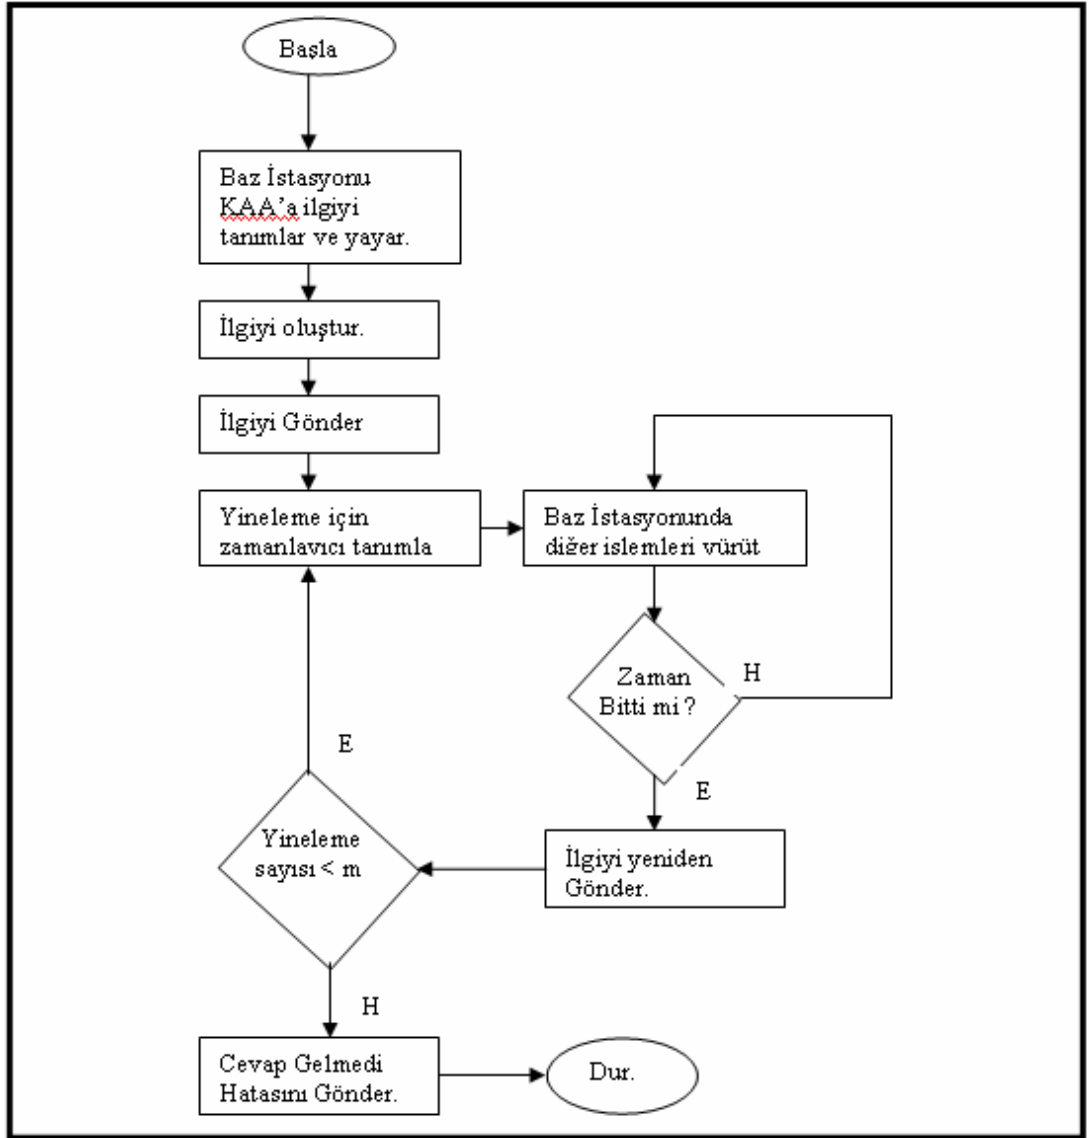 Başla
Baz İstasyonu
KAA'a ilgiyi
tanımlar ve yayar.
İlgiyi oluştur.
İlgiyi Gönder
Yineleme için
zamanlayıcı tanımla
Baz İstasyonunda
diğer islemleri vürüt
Zaman
Bitti mi ?
H
E
İlgiyi yeniden
Gönder.
Yineleme
sayısı < m
E
H
Cevap Gelmedi
Hatasını Gönder.
Dur.